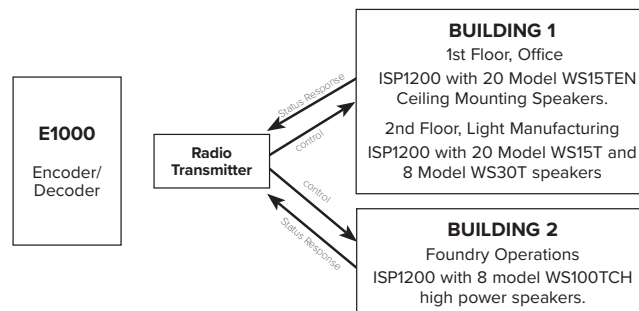 E1000
Encoder/
Decoder
Radio
Transmitter
Status Response
control
control
Status Response
BUILDING 1
1st Floor, Office
ISP1200 with 20 Model WS15TEN
Ceiling Mounting Speakers.
2nd Floor, Light Manufacturing
ISP1200 with 20 Model WS15T and
8 Model WS30T speakers
BUILDING 2
Foundry Operations
ISP1200 with 8 model WS100TCH
high power speakers.